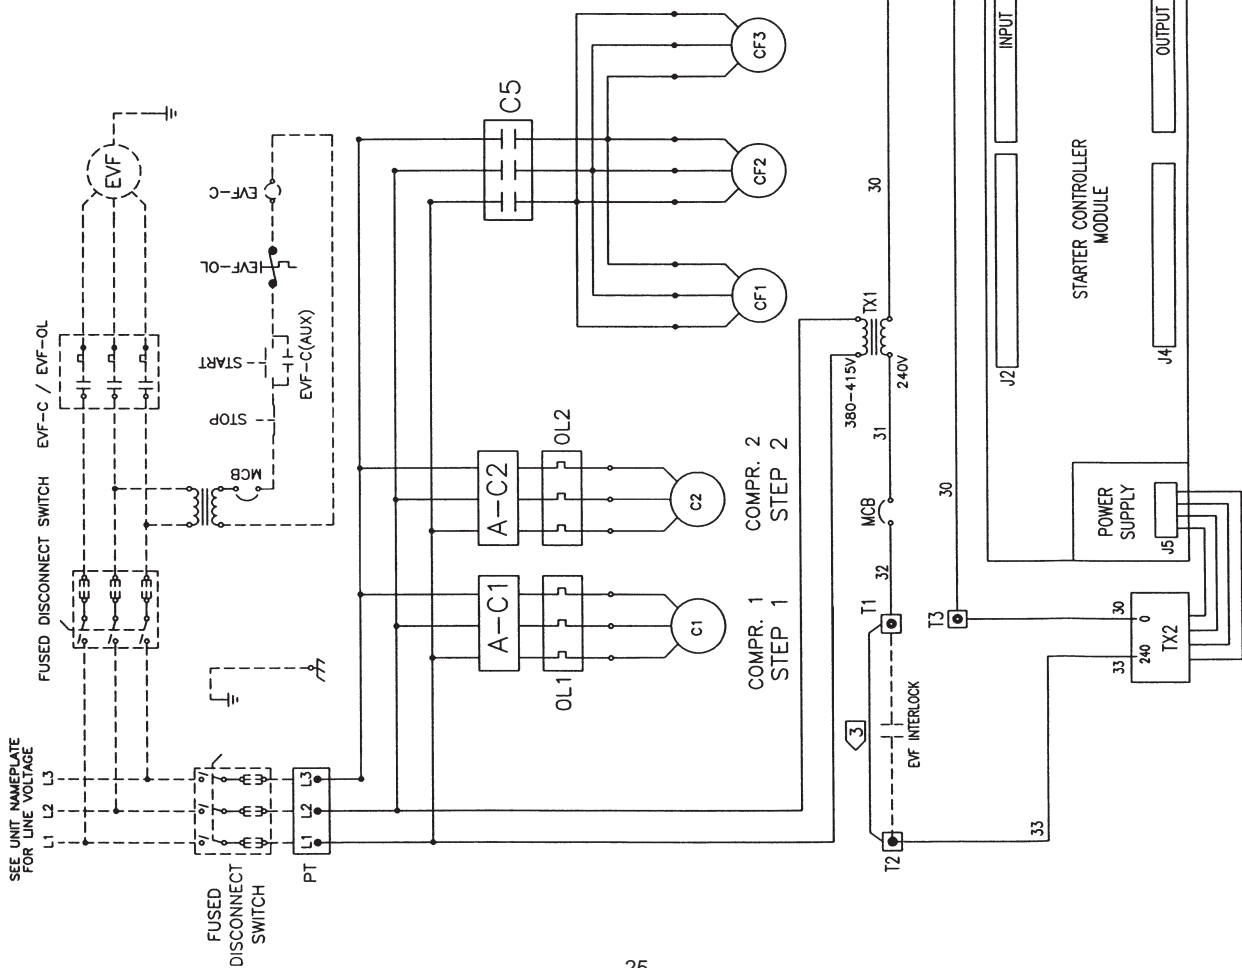 SEE UNIT NAMEPLATE
FOR LINE VOLTAGE
L1
L2
L3
FUSED DISCONNECT SWITCH
EVF-C / EVF-OL
EVF
MCB
STOP
START
EVF-C(AUX)
EVF-OL
EVF-C
FUSED
DISCONNECT
SWITCH
PT
L1
L2
L3
OL1
A-C1
C1
COMPR. 1
STEP 1
A-C2
OL2
C2
COMPR. 2
STEP 2
C5
CF1
CF2
CF3
380-415V
TX1
240V
30
31
MCB
32
T1
3
EVF INTERLOCK
T2
33
T3
30
33
30
240
0
TX2
POWER
SUPPLY
J5
STARTER CONTROLLER
MODULE
J2
INPUT
J4
OUTPUT
25